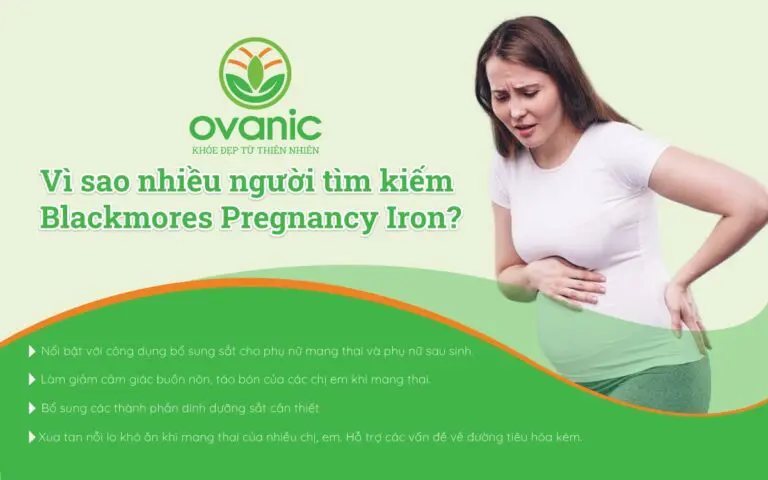 ovanic
KHỎE ĐẸP TỪ THIÊN NHIÊN
Vì sao nhiều người tìm kiếm
Blackmores Pregnancy Iron?
Nổi bật với công dụng bổ sung sắt cho phụ nữ mang thai và phụ nữ sau sinh.
Làm giảm cảm giác buồn nôn, táo bón của các chị em khi mang thai.
Bổ sung các thành phần dinh dưỡng sắt cần thiết
Xua tan nỗi lo khó ăn khi mang thai của nhiều chị, em. Hỗ trợ các vấn đề về đường tiêu hóa kém.